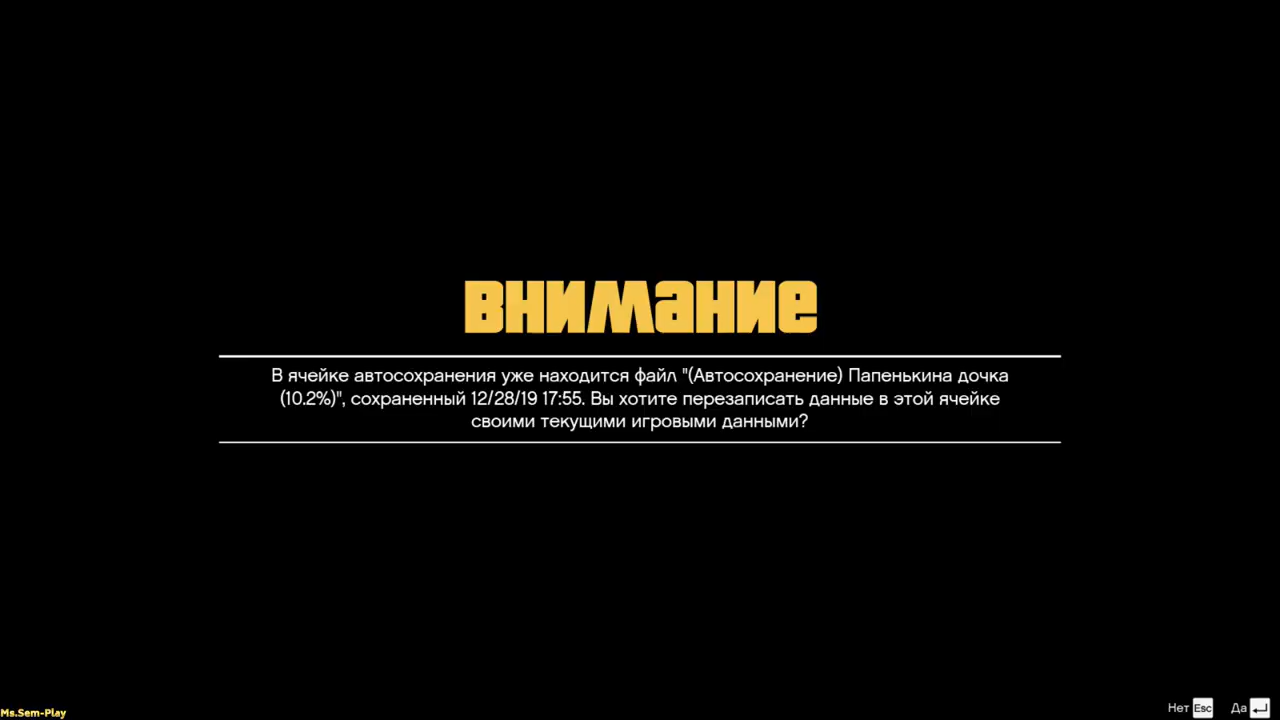 внимание
В ячейке автосохранения уже находится файл "(Автосохранение) Папенькина дочка
(10.2%)", сохраненный 12/28/19 17:55. Вы хотите перезаписать данные в этой ячейке
своими текущими игровыми данными?
Нет Esc Да
Ms.Sem-Play